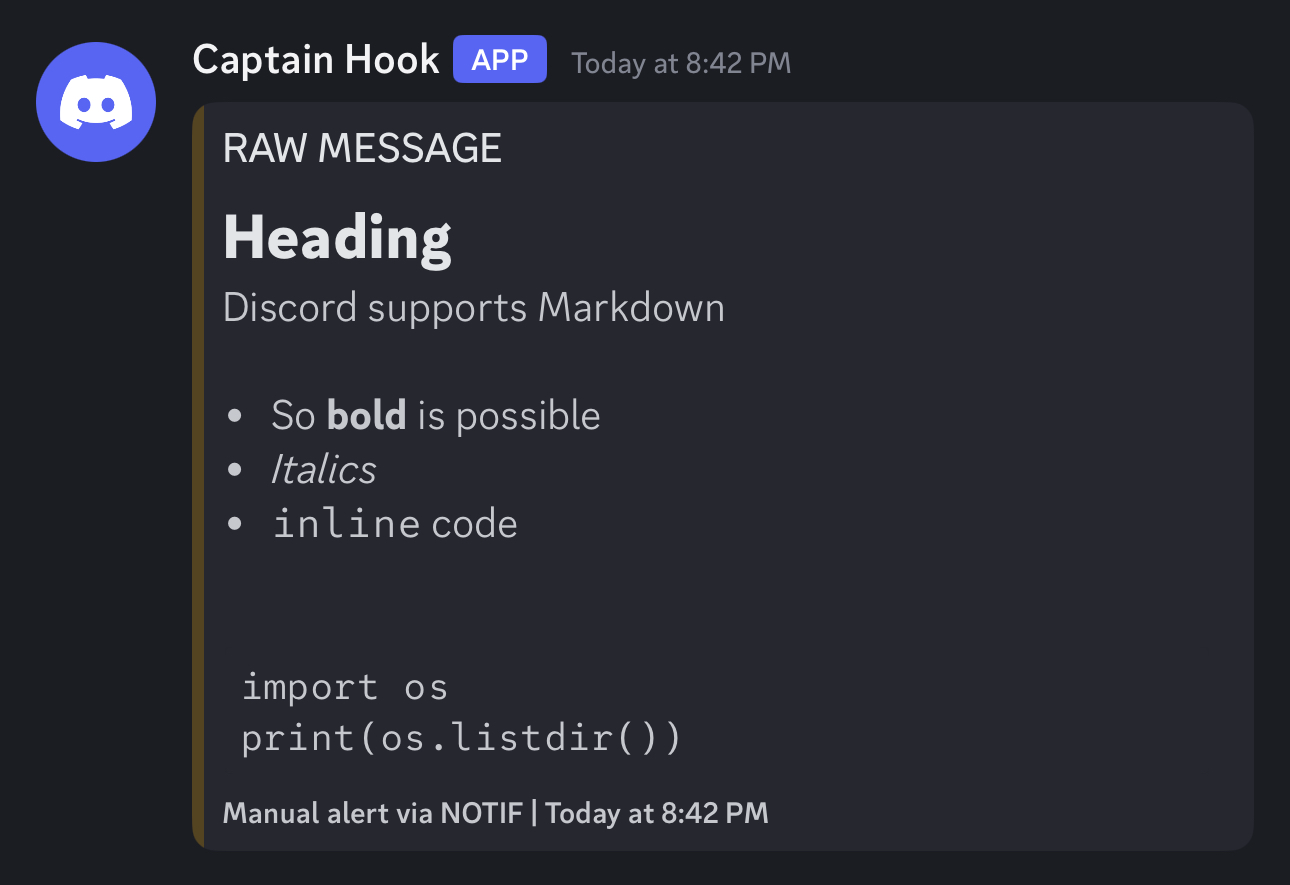 Captain Hook APP Today at 8:42 PM
RAW MESSAGE
Heading
Discord supports Markdown
• So bold is possible
• Italics
• inline code
import os
print(os.listdir())
Manual alert via NOTIF | Today at 8:42 PM